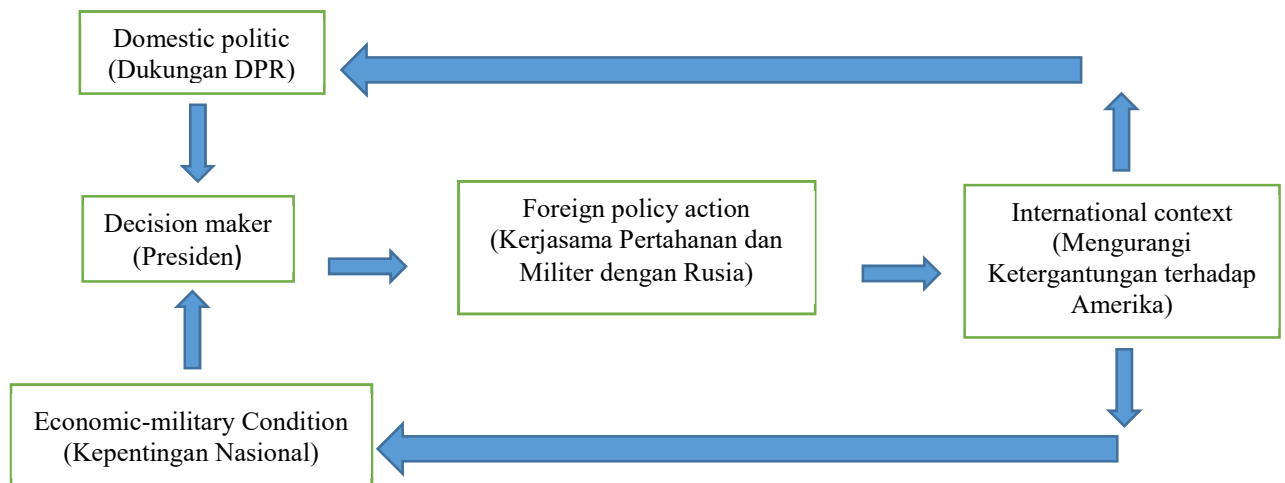 Domestic politic
(Dukungan DPR)
Decision maker
(Presiden)
Foreign policy action
(Kerjasama Pertahanan dan
Militer dengan Rusia)
International context
(Mengurangi
Ketergantungan terhadap
Amerika)
Economic-military Condition
(Kepentingan Nasional)